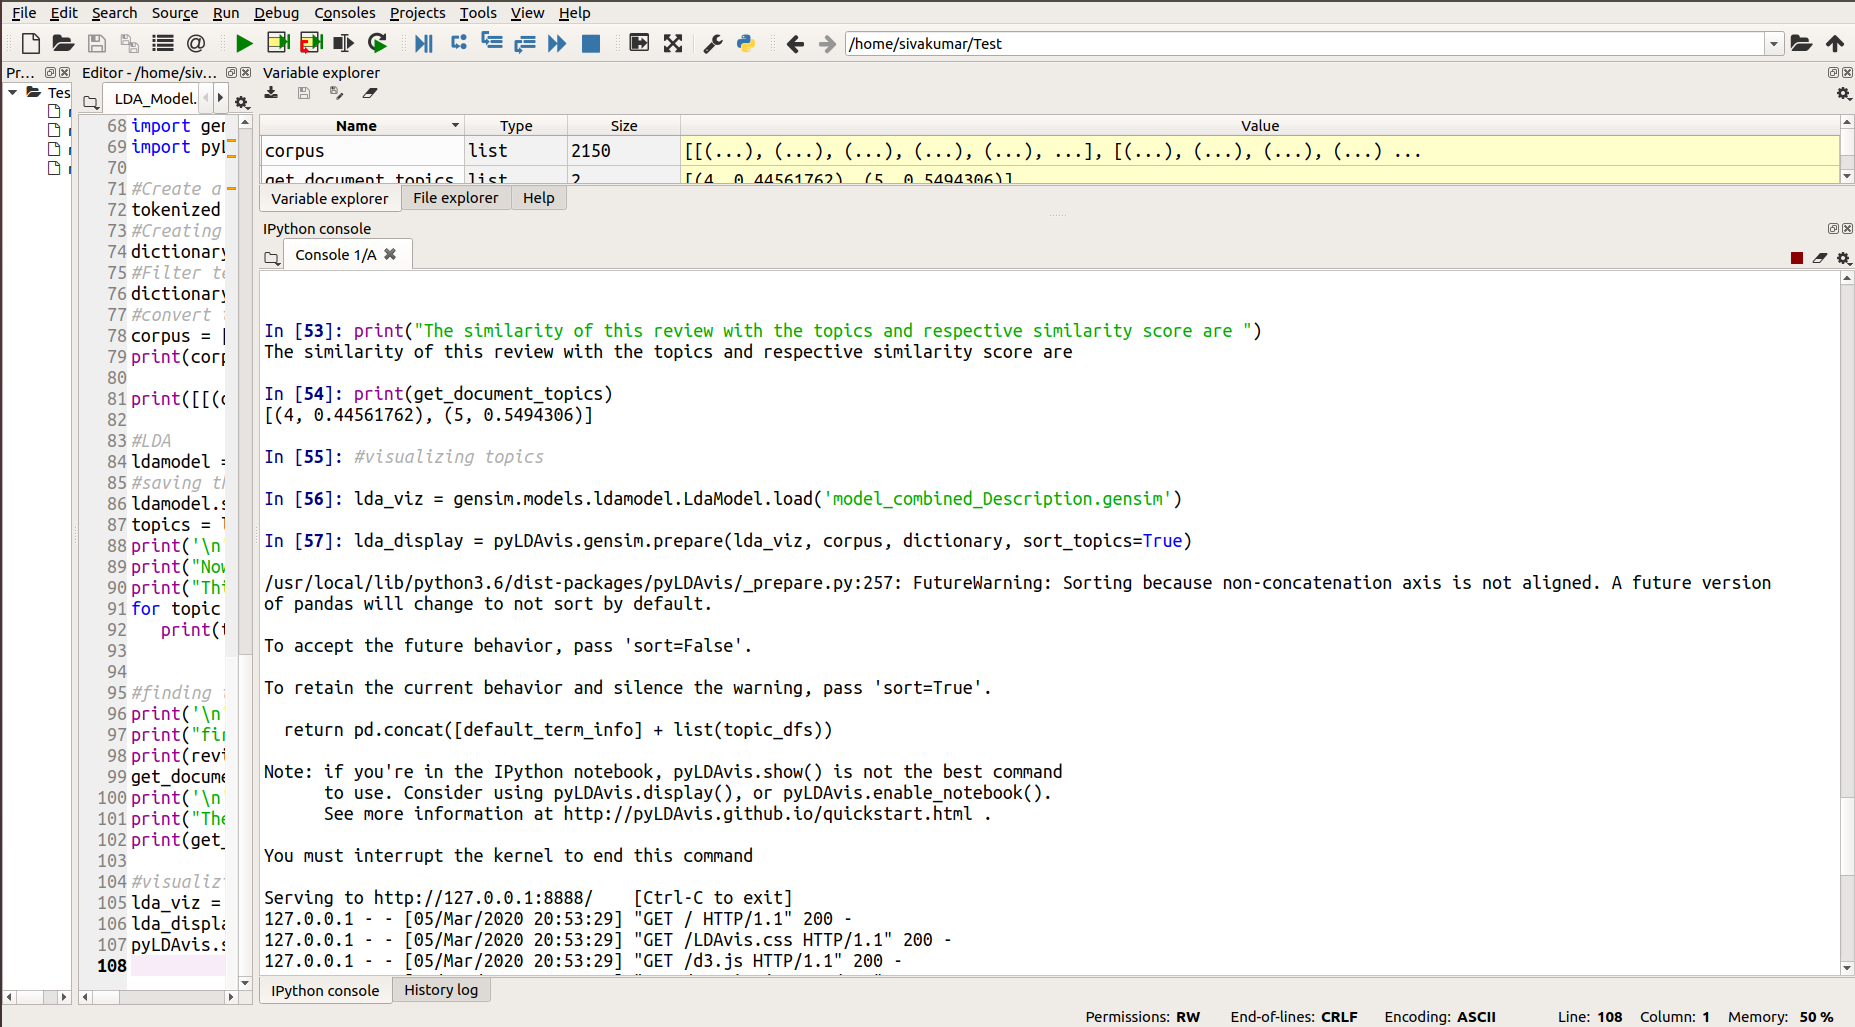 File Edit Search Source Run Debug Consoles Projects Tools View Help
/home/sivakumar/Test
Pr...
Tes
Editor - /home/siv...
LDA_Model.
68 import ger
69 import pyL
70
71 #Create a
72 tokenized
73 #Creating
74 dictionary
75 #Filter te
76 dictionary
77 #convert
78 corpus = [
79 print(corp
80
81 print([[(c
82
83 #LDA
84 ldamodel =
85 #saving th
86 ldamodel.s
87 topics = l
88 print('\n'
89 print("Now
90 print("Thi
91 for topic
92 print(t
93
94
95 #finding
96 print('\n'
97 print("fir
98 print(revi
99 get_docume
100 print('\n'
101 print("The
102 print(get_
103
104 #visualizi
105 lda_viz =
106 lda_displa
107 pyLDAvis.s
108
Variable explorer
Name Type Size Value
corpus list 2150 [[(...), (...), (...), (...), (...), ...], [(...), (...), (...), (...) ...
get_document_topics list 2 [(4, 0.44561762), (5, 0.5494306)]
Variable explorer File explorer Help
IPython console
Console 1/A
In [53]: print("The similarity of this review with the topics and respective similarity score are ")
The similarity of this review with the topics and respective similarity score are
In [54]: print(get_document_topics)
[(4, 0.44561762), (5, 0.5494306)]
In [55]: #visualizing topics
In [56]: lda_viz = gensim.models.ldamodel.LdaModel.load('model_combined_Description.gensim')
In [57]: lda_display = pyLDAvis.gensim.prepare(lda_viz, corpus, dictionary, sort_topics=True)
/usr/local/lib/python3.6/dist-packages/pyLDAvis/_prepare.py:257: FutureWarning: Sorting because non-concatenation axis is not aligned. A future version
of pandas will change to not sort by default.
To accept the future behavior, pass 'sort=False'.
To retain the current behavior and silence the warning, pass 'sort=True'.
return pd.concat([default_term_info] + list(topic_dfs))
Note: if you're in the IPython notebook, pyLDAvis.show() is not the best command
to use. Consider using pyLDAvis.display(), or pyLDAvis.enable_notebook().
See more information at http://pyLDAvis.github.io/quickstart.html .
You must interrupt the kernel to end this command
Serving to http://127.0.0.1:8888/ [Ctrl-C to exit]
127.0.0.1 - - [05/Mar/2020 20:53:29] "GET / HTTP/1.1" 200 -
127.0.0.1 - - [05/Mar/2020 20:53:29] "GET /LDAvis.css HTTP/1.1" 200 -
127.0.0.1 - - [05/Mar/2020 20:53:29] "GET /d3.js HTTP/1.1" 200 -
IPython console History log
Permissions: RW End-of-lines: CRLF Encoding: ASCII Line: 108 Column: 1 Memory: 50 %